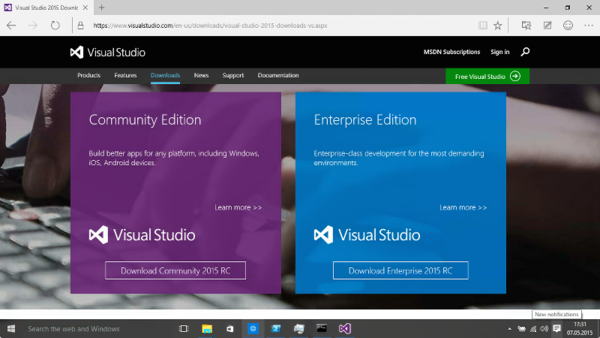 Visual Studio 2015 Downl
https://www.visualstudio.com/en-us/downloads/visual-studio-2015-downloads-vs.aspx
Visual Studio
MSDN Subscriptions Sign in
Products Features Downloads News Support Documentation
Free Visual Studio
Community Edition
Build better apps for any platform, including Windows,
iOS, Android devices.
Learn more >>
Visual Studio
Download Community 2015 RC
Enterprise Edition
Enterprise-class development for the most demanding
environments.
Learn more >>
Visual Studio
Download Enterprise 2015 RC
New notifications
Search the web and Windows
17:31
07.05.2015